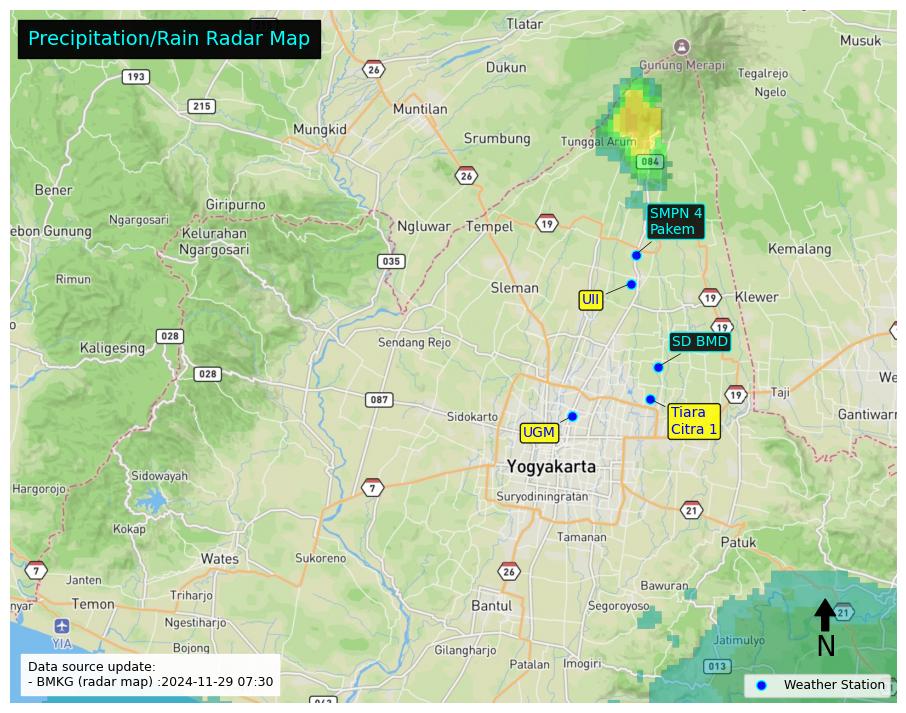 Precipitation/Rain Radar Map
Tlatar
Musuk
26
Gunung Merapi
193
Dukun
Tegalrejo
Ngelo
215
Muntilan
Mungkid
Srumbung
Tunggal Arum
084
26
Bener
Giripurno
Ngargosari
SMPN 4
Pakem
ebon Gunung
Kelurahan
Ngargosari
Ngluwar
Tempel
19
Kemalang
035
Rimun
Sleman
UII
19
Klewer
19
028
Kaligesing
Sendang Rejo
SD BMD
028
We
087
19
Taji
Sidokarto
Tiara
Citra 1
Gantiwarn
UGM
Yogyakarta
Sidowayah
Hargorojo
7
Suryodiningratan
21
Kokap
Tamanan
Patuk
Wates
Sukoreno
7
26
Janten
Bawuran
Triharjo
nyar
Temon
Bantul
Segoroyoso
21
Ngestiharjo
YIA
Jatimulyo
N
Bojong
Gilangharjo
Patalan
Imogiri
013
Data source update:
- BMKG (radar map) :2024-11-29 07:30
Weather Station